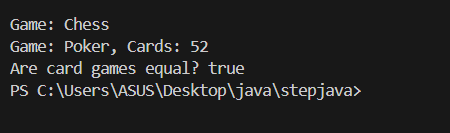 Game: Chess
Game: Poker, Cards: 52
Are card games equal? true
PS C:\Users\ASUS\Desktop\java\stepjava>